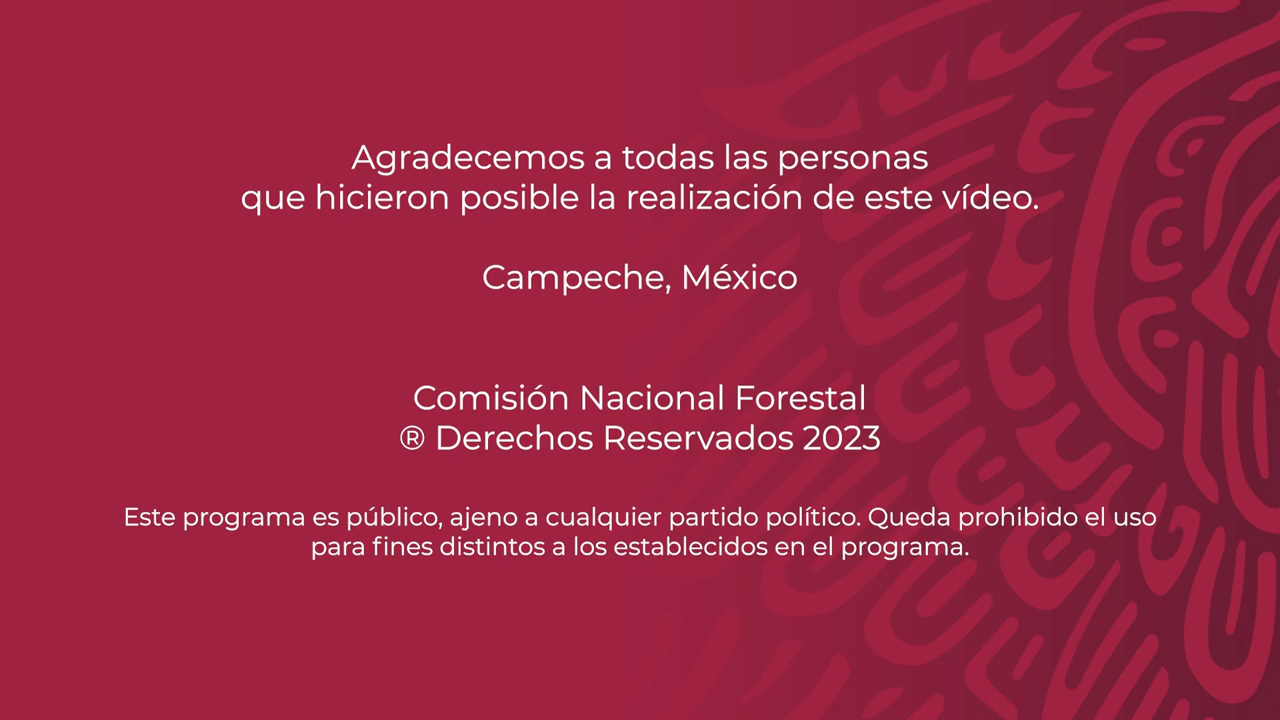 Agradecemos a todas las personas
que hicieron posible la realización de este vídeo.
Campeche, México
Comisión Nacional Forestal
® Derechos Reservados 2023
Este programa es público, ajeno a cualquier partido político. Queda prohibido el uso
para fines distintos a los establecidos en el programa.